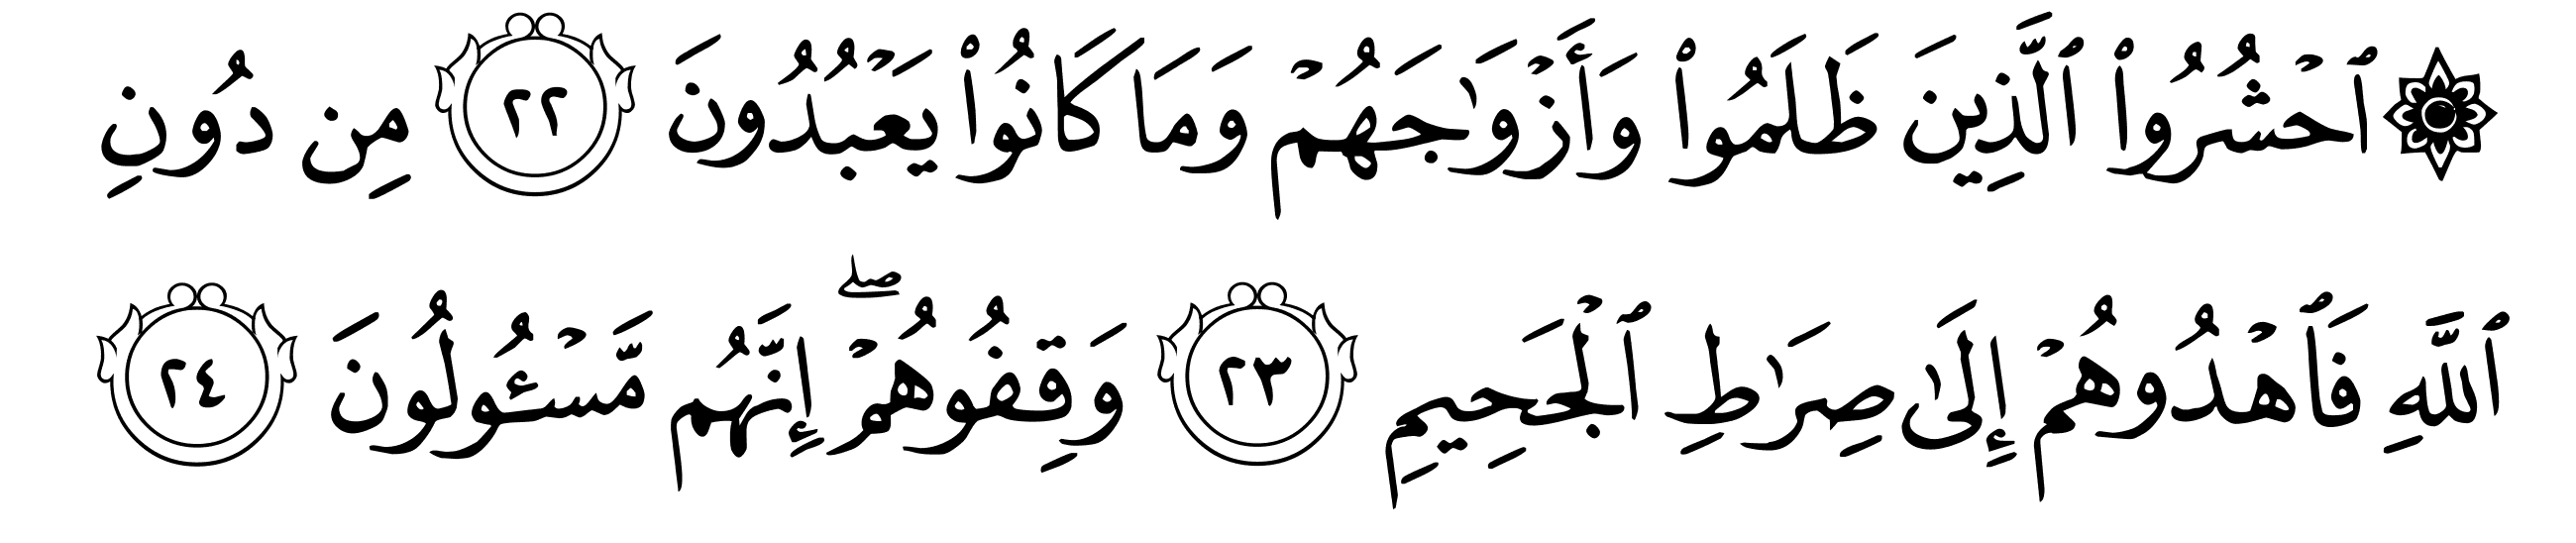 ۞ ٱحْشُرُوا۟ ٱلَّذِينَ ظَلَمُوا۟ وَأَزْوَٰجَهُمْ وَمَا كَانُوا۟ يَعْبُدُونَ ٢٢ مِن دُونِ
ٱللَّهِ فَٱهْدُوهُمْ إِلَىٰ صِرَٰطِ ٱلْجَحِيمِ ٢٣ وَقِفُوهُمْ ۖ إِنَّهُم مَّسْـُٔولُونَ ٢٤